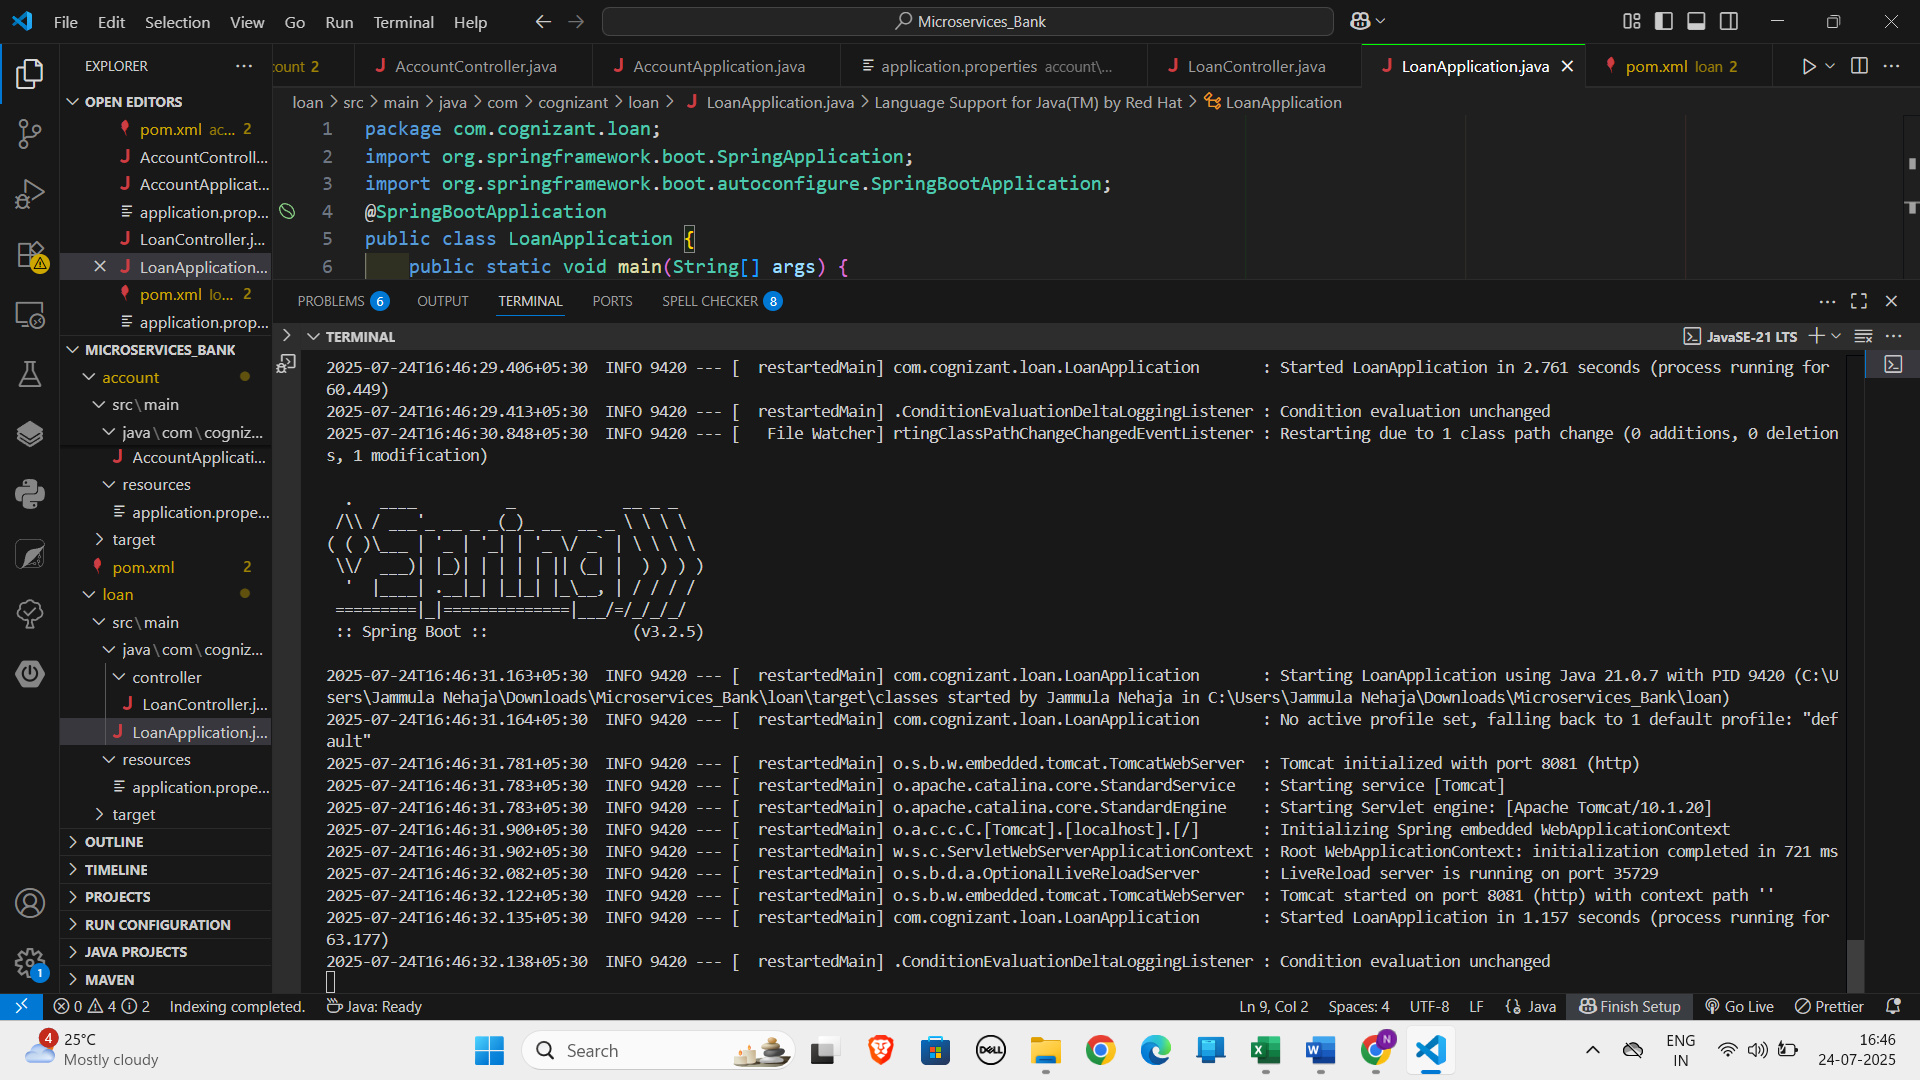 File Edit Selection View Go Run Terminal Help
Microservices_Bank
EXPLORER
ount 2
AccountController.java
AccountApplication.java
application.properties account\...
LoanController.java
LoanApplication.java
pom.xml loan 2
OPEN EDITORS
pom.xml ac... 2
AccountControll...
AccountApplicat...
application.prop...
LoanController.j...
LoanApplication...
pom.xml lo... 2
application.prop...
MICROSERVICES_BANK
account
src\main
java\com\cogniz...
AccountApplicati...
resources
application.prope...
target
pom.xml 2
loan
src\main
java\com\cogniz...
controller
LoanController.j...
LoanApplication.j...
resources
application.prope...
target
OUTLINE
TIMELINE
PROJECTS
RUN CONFIGURATION
JAVA PROJECTS
MAVEN
loan > src > main > java > com > cognizant > loan > LoanApplication.java > Language Support for Java(TM) by Red Hat > LoanApplication
1 package com.cognizant.loan;
2 import org.springframework.boot.SpringApplication;
3 import org.springframework.boot.autoconfigure.SpringBootApplication;
4 @SpringBootApplication
5 public class LoanApplication {
6 public static void main(String[] args) {
PROBLEMS 6 OUTPUT TERMINAL PORTS SPELL CHECKER 8
TERMINAL
JavaSE-21 LTS
2025-07-24T16:46:29.406+05:30  INFO 9420 --- [  restartedMain] com.cognizant.loan.LoanApplication       : Started LoanApplication in 2.761 seconds (process running for
60.449)
2025-07-24T16:46:29.413+05:30  INFO 9420 --- [  restartedMain] .ConditionEvaluationDeltaLoggingListener : Condition evaluation unchanged
2025-07-24T16:46:30.848+05:30  INFO 9420 --- [   File Watcher] rtingClassPathChangeChangedEventListener : Restarting due to 1 class path change (0 additions, 0 deletion
s, 1 modification)
Spring
:: Spring Boot ::                (v3.2.5)
2025-07-24T16:46:31.163+05:30  INFO 9420 --- [  restartedMain] com.cognizant.loan.LoanApplication       : Starting LoanApplication using Java 21.0.7 with PID 9420 (C:\U
sers\Jammula Nehaja\Downloads\Microservices_Bank\loan\target\classes started by Jammula Nehaja in C:\Users\Jammula Nehaja\Downloads\Microservices_Bank\loan)
2025-07-24T16:46:31.164+05:30  INFO 9420 --- [  restartedMain] com.cognizant.loan.LoanApplication       : No active profile set, falling back to 1 default profile: "def
ault"
2025-07-24T16:46:31.781+05:30  INFO 9420 --- [  restartedMain] o.s.b.w.embedded.tomcat.TomcatWebServer  : Tomcat initialized with port 8081 (http)
2025-07-24T16:46:31.783+05:30  INFO 9420 --- [  restartedMain] o.apache.catalina.core.StandardService   : Starting service [Tomcat]
2025-07-24T16:46:31.783+05:30  INFO 9420 --- [  restartedMain] o.apache.catalina.core.StandardEngine    : Starting Servlet engine: [Apache Tomcat/10.1.20]
2025-07-24T16:46:31.900+05:30  INFO 9420 --- [  restartedMain] o.a.c.c.C.[Tomcat].[localhost].[/]       : Initializing Spring embedded WebApplicationContext
2025-07-24T16:46:31.902+05:30  INFO 9420 --- [  restartedMain] w.s.c.ServletWebServerApplicationContext : Root WebApplicationContext: initialization completed in 721 ms
2025-07-24T16:46:32.082+05:30  INFO 9420 --- [  restartedMain] o.s.b.d.a.OptionalLiveReloadServer       : LiveReload server is running on port 35729
2025-07-24T16:46:32.122+05:30  INFO 9420 --- [  restartedMain] o.s.b.w.embedded.tomcat.TomcatWebServer  : Tomcat started on port 8081 (http) with context path ''
2025-07-24T16:46:32.135+05:30  INFO 9420 --- [  restartedMain] com.cognizant.loan.LoanApplication       : Started LoanApplication in 1.157 seconds (process running for
63.177)
2025-07-24T16:46:32.138+05:30  INFO 9420 --- [  restartedMain] .ConditionEvaluationDeltaLoggingListener : Condition evaluation unchanged
1
0 4 2 Indexing completed. Java: Ready
Ln 9, Col 2 Spaces: 4 UTF-8 LF {} Java Finish Setup Go Live Prettier
4 25°C
Mostly cloudy
Search
DELL
N
ENG
IN
16:46
24-07-2025